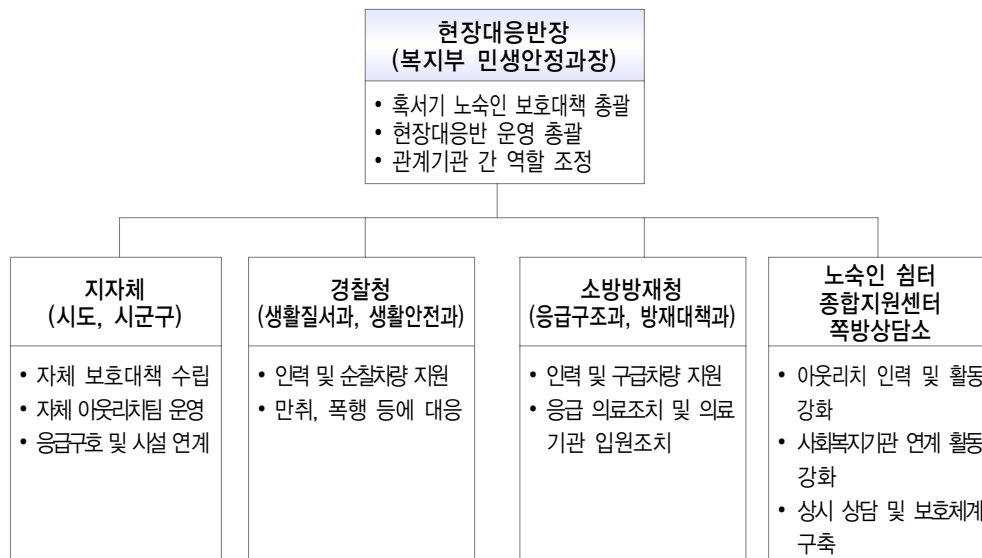 현장대응반장
(복지부 민생안정과장)
• 혹서기 노숙인 보호대책 총괄
• 현장대응반 운영 총괄
• 관계기관 간 역할 조정
지자체
(시도, 시군구)
• 자체 보호대책 수립
• 자체 아웃리치팀 운영
• 응급구호 및 시설 연계
경찰청
(생활질서과, 생활안전과)
• 인력 및 순찰차량 지원
• 만취, 폭행 등에 대응
소방방재청
(응급구조과, 방재대책과)
• 인력 및 구급차량 지원
• 응급 의료조치 및 의료
기관 입원조치
노숙인 쉼터
종합지원센터
쪽방상담소
• 아웃리치 인력 및 활동
강화
• 사회복지기관 연계 활동
강화
• 상시 상담 및 보호체계
구축